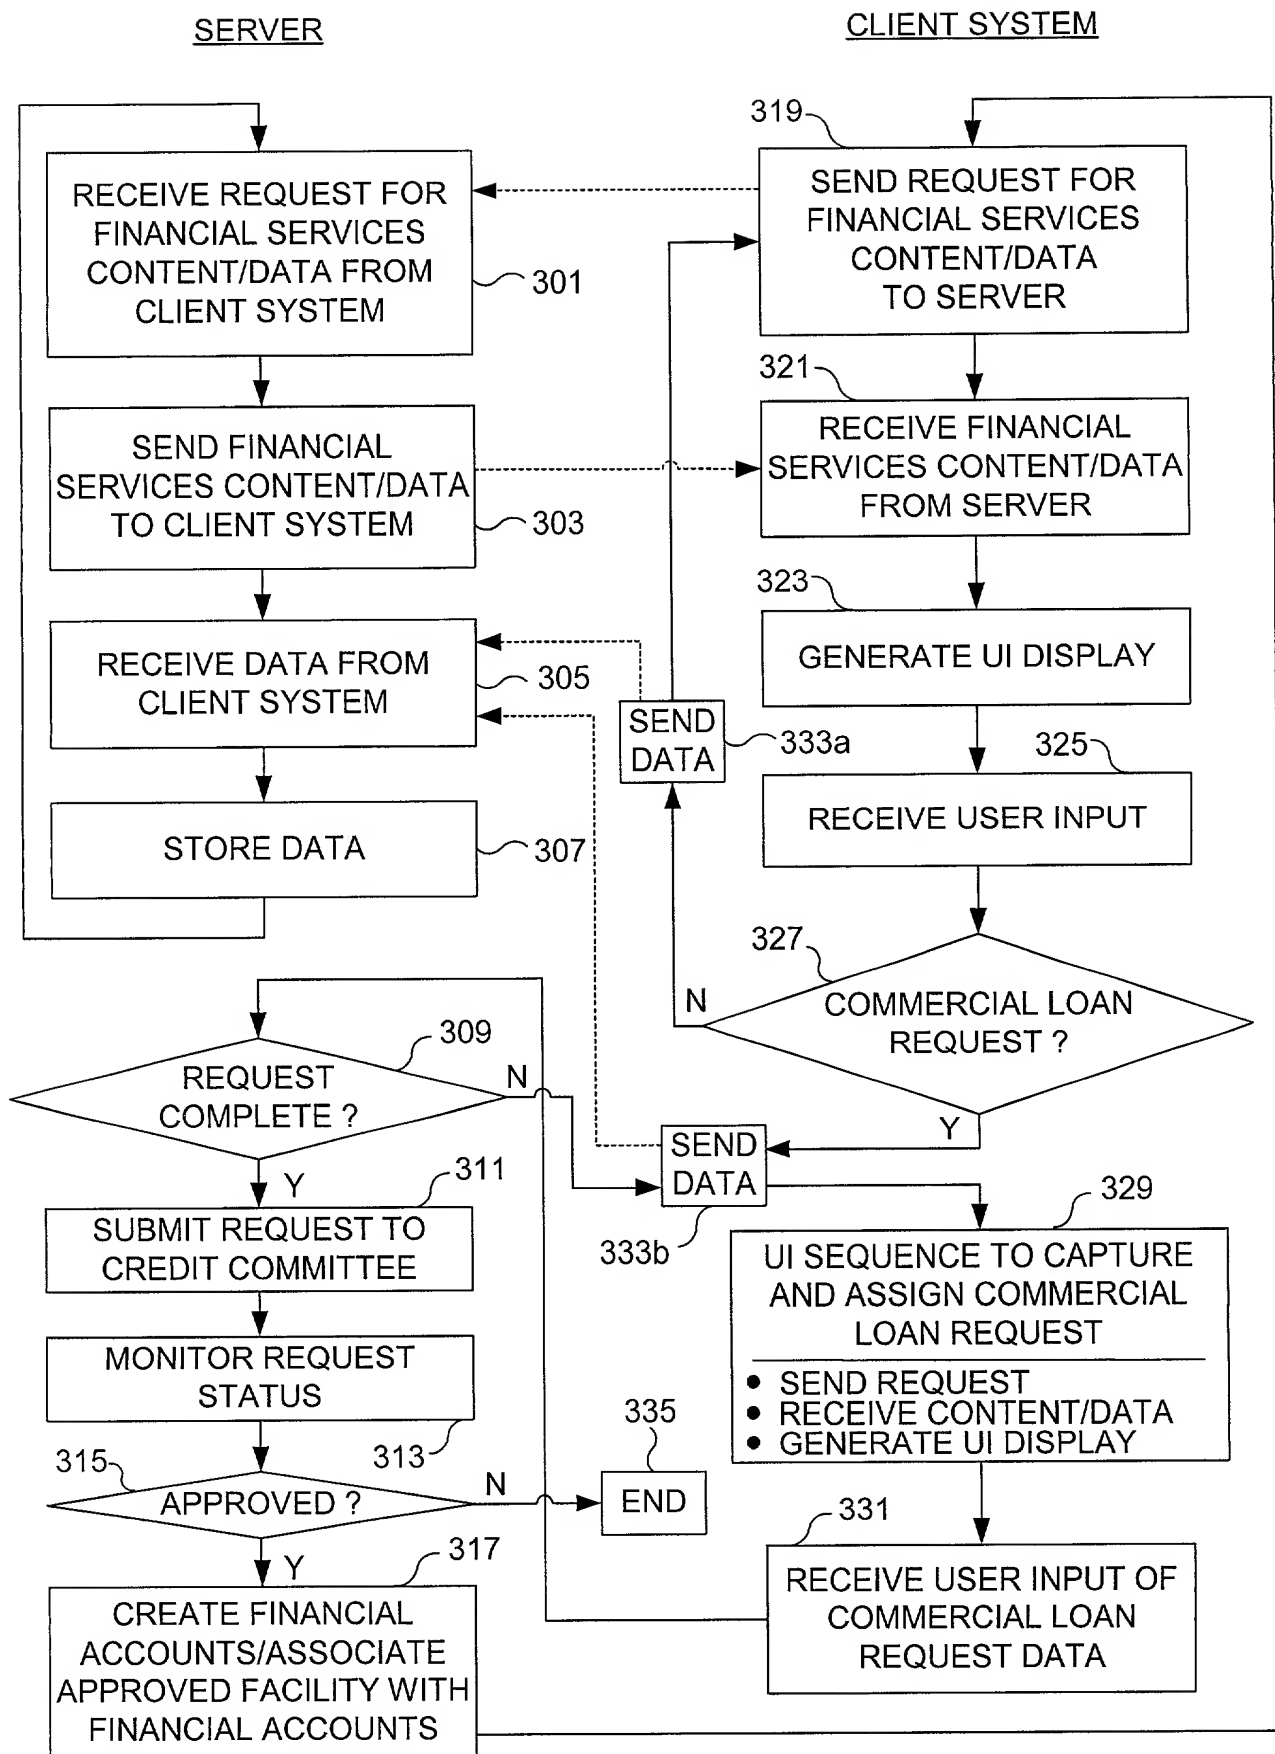 SERVER
RECEIVE REQUEST FOR
FINANCIAL SERVICES
CONTENT/DATA FROM
CLIENT SYSTEM
301
SEND FINANCIAL
SERVICES CONTENT/DATA
TO CLIENT SYSTEM
303
RECEIVE DATA FROM
CLIENT SYSTEM
305
STORE DATA
307
309
REQUEST
COMPLETE ?
N
Y
311
SUBMIT REQUEST TO
CREDIT COMMITTEE
MONITOR REQUEST
STATUS
313
315
APPROVED ?
N
335
END
Y
317
CREATE FINANCIAL
ACCOUNTS/ASSOCIATE
APPROVED FACILITY WITH
FINANCIAL ACCOUNTS
CLIENT SYSTEM
319
SEND REQUEST FOR
FINANCIAL SERVICES
CONTENT/DATA
TO SERVER
321
RECEIVE FINANCIAL
SERVICES CONTENT/DATA
FROM SERVER
323
GENERATE UI DISPLAY
325
RECEIVE USER INPUT
327
COMMERCIAL LOAN
REQUEST ?
N
SEND
DATA
333a
Y
SEND
DATA
333b
329
UI SEQUENCE TO CAPTURE
AND ASSIGN COMMERCIAL
LOAN REQUEST
• SEND REQUEST
• RECEIVE CONTENT/DATA
• GENERATE UI DISPLAY
331
RECEIVE USER INPUT OF
COMMERCIAL LOAN
REQUEST DATA